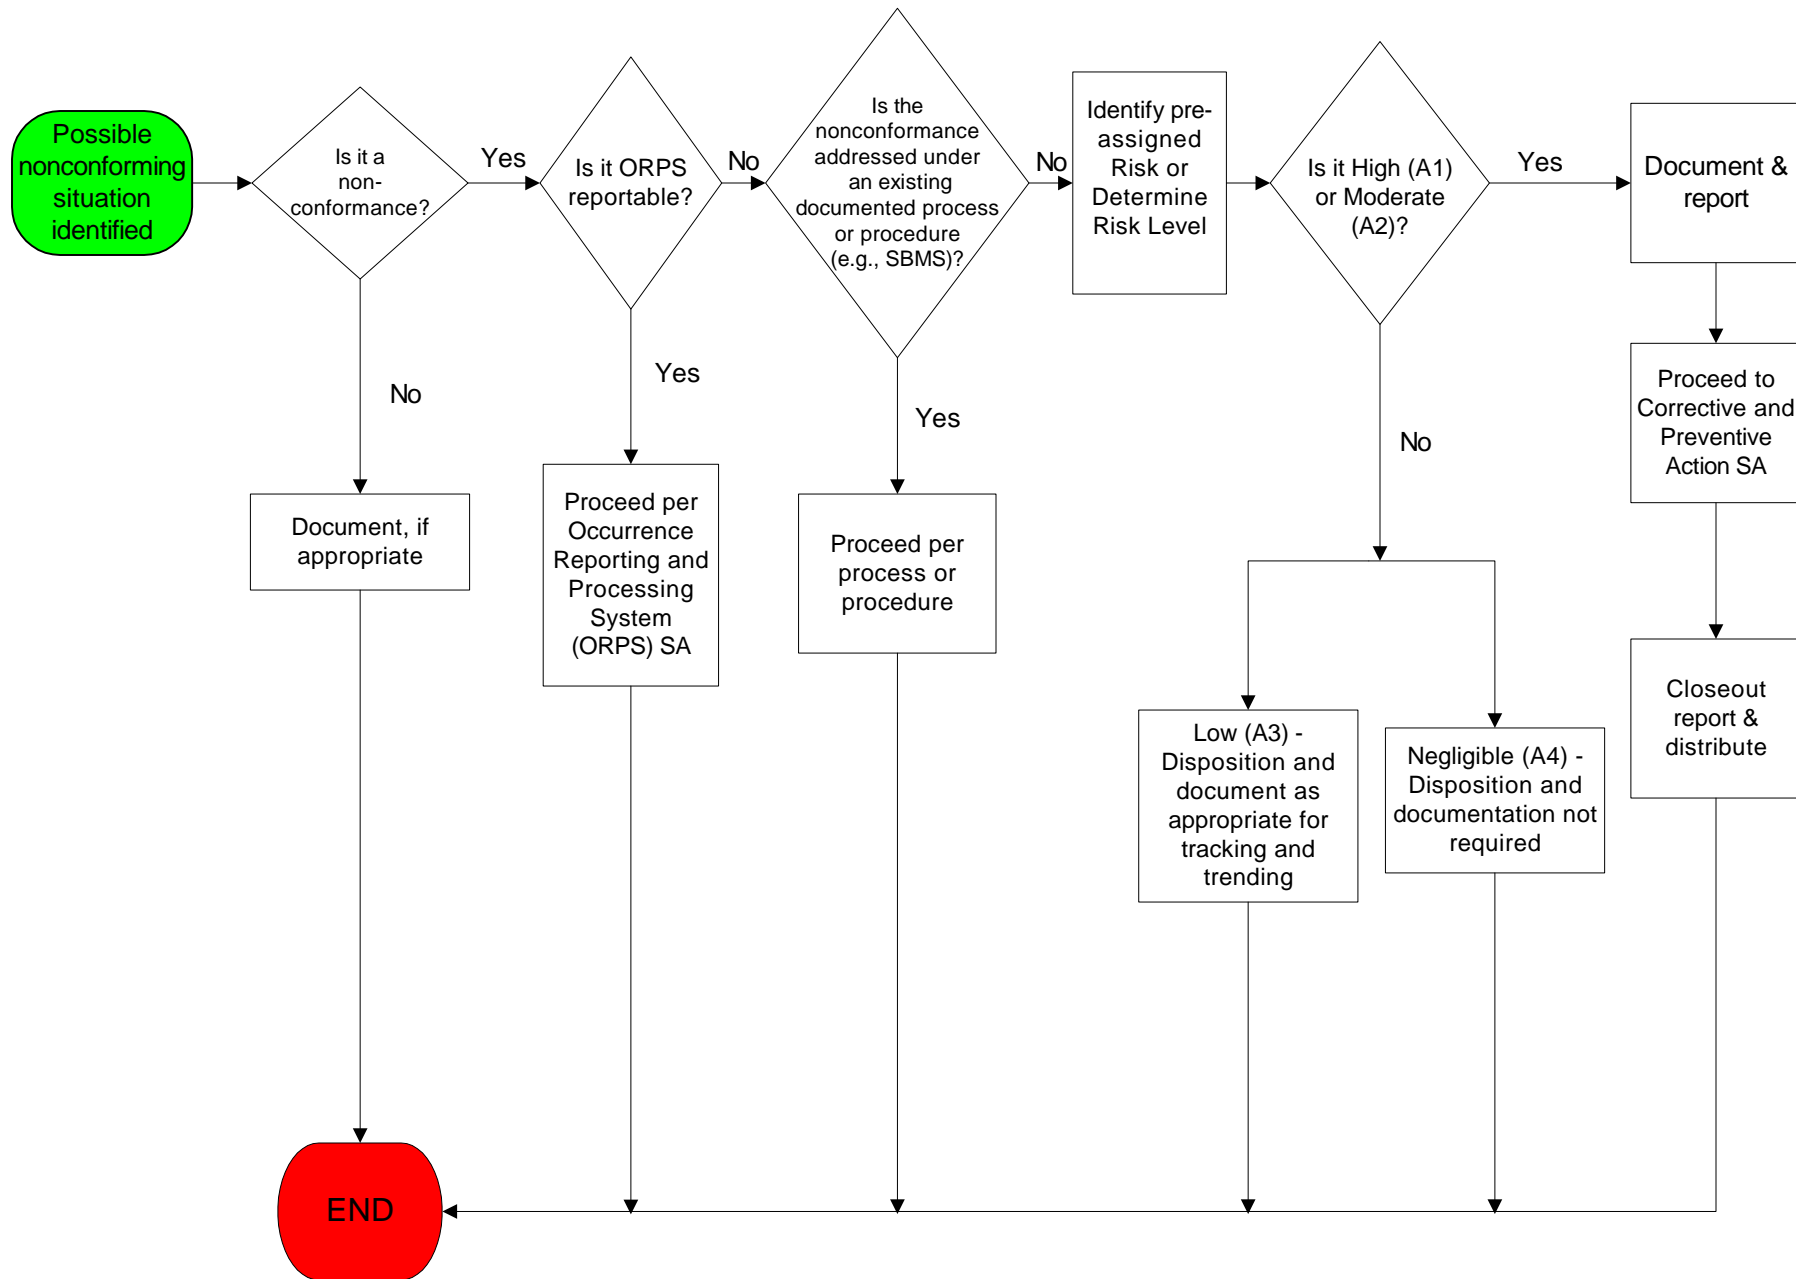 Possible
nonconforming
situation
identified
Is it a
non-
conformance?
Yes
No
Document, if
appropriate
Is it ORPS
reportable?
No
Yes
Proceed per
Occurrence
Reporting and
Processing
System
(ORPS) SA
Is the
nonconformance
addressed under
an existing
documented process
or procedure
(e.g., SBMS)?
No
Yes
Proceed per
process or
procedure
Identify pre-
assigned
Risk or
Determine
Risk Level
Is it High (A1)
or Moderate
(A2)?
Yes
No
Low (A3) -
Disposition and
document as
appropriate for
tracking and
trending
Negligible (A4) -
Disposition and
documentation not
required
Document &
report
Proceed to
Corrective and
Preventive
Action SA
Closeout
report &
distribute
END